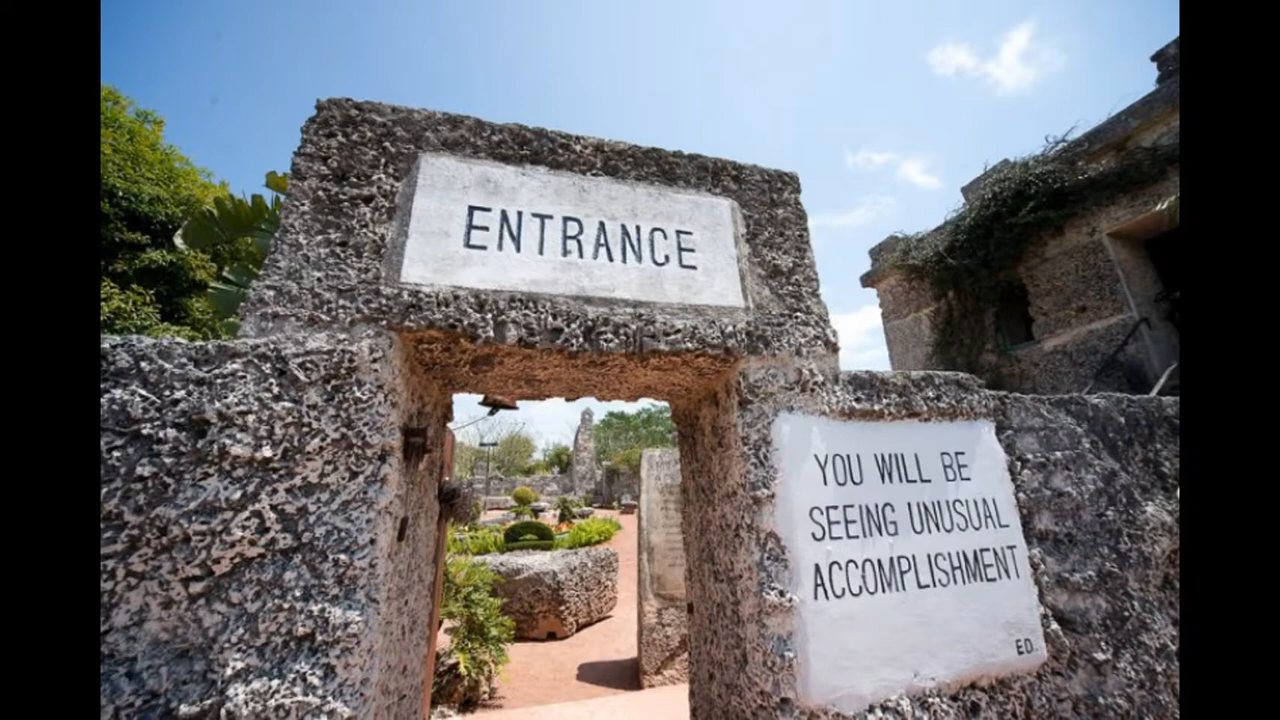 ENTRANCE
YOU WILL BE
SEEING UNUSUAL
ACCOMPLISHMENT
ED.